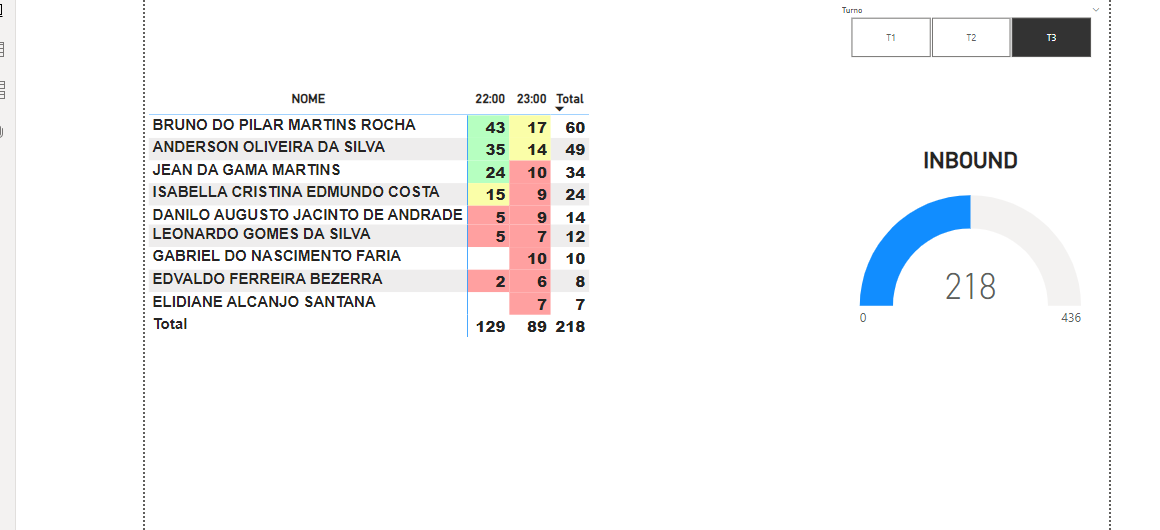 Turno
T1 T2 T3
NOME 22:00 23:00 Total
BRUNO DO PILAR MARTINS ROCHA 43 17 60
ANDERSON OLIVEIRA DA SILVA 35 14 49
JEAN DA GAMA MARTINS 24 10 34
ISABELLA CRISTINA EDMUNDO COSTA 15 9 24
DANILO AUGUSTO JACINTO DE ANDRADE 5 9 14
LEONARDO GOMES DA SILVA 5 7 12
GABRIEL DO NASCIMENTO FARIA 10 10
EDVALDO FERREIRA BEZERRA 2 6 8
ELIDIANE ALCANJO SANTANA 7 7
Total 129 89 218
INBOUND
218
0 436